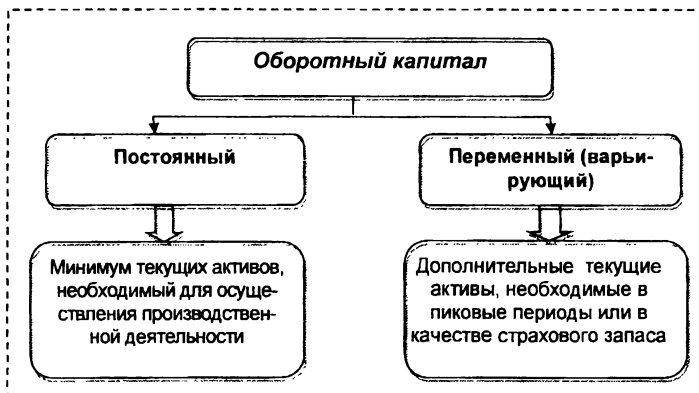 Оборотный капитал
Постоянный
Переменный (варьи-
рующий)
Минимум текущих активов,
необходимый для осуще-
ствления производствен-
ной деятельности
Дополнительные текущие
активы, необходимые в
пиковые периоды или в
качестве страхового запаса